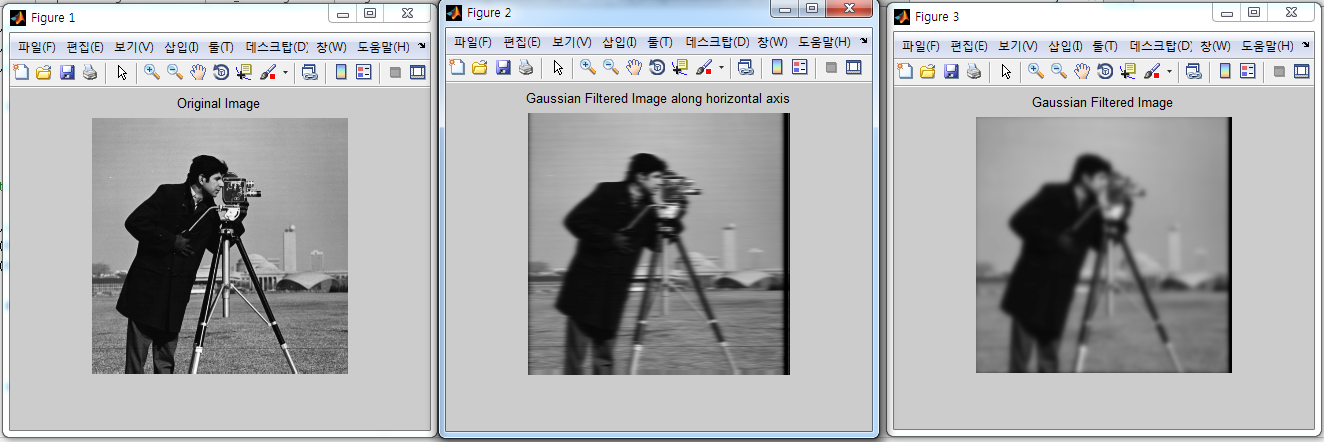 Figure 1
파일(F) 편집(E) 보기(V) 삽입(I) 툴(T) 데스크탑(D) 창(W) 도움말(H)
Original Image
Figure 2
파일(F) 편집(E) 보기(V) 삽입(I) 툴(T) 데스크탑(D) 창(W) 도움말(H)
Gaussian Filtered Image along horizontal axis
Figure 3
파일(F) 편집(E) 보기(V) 삽입(I) 툴(T) 데스크탑(D) 창(W) 도움말(H)
Gaussian Filtered Image